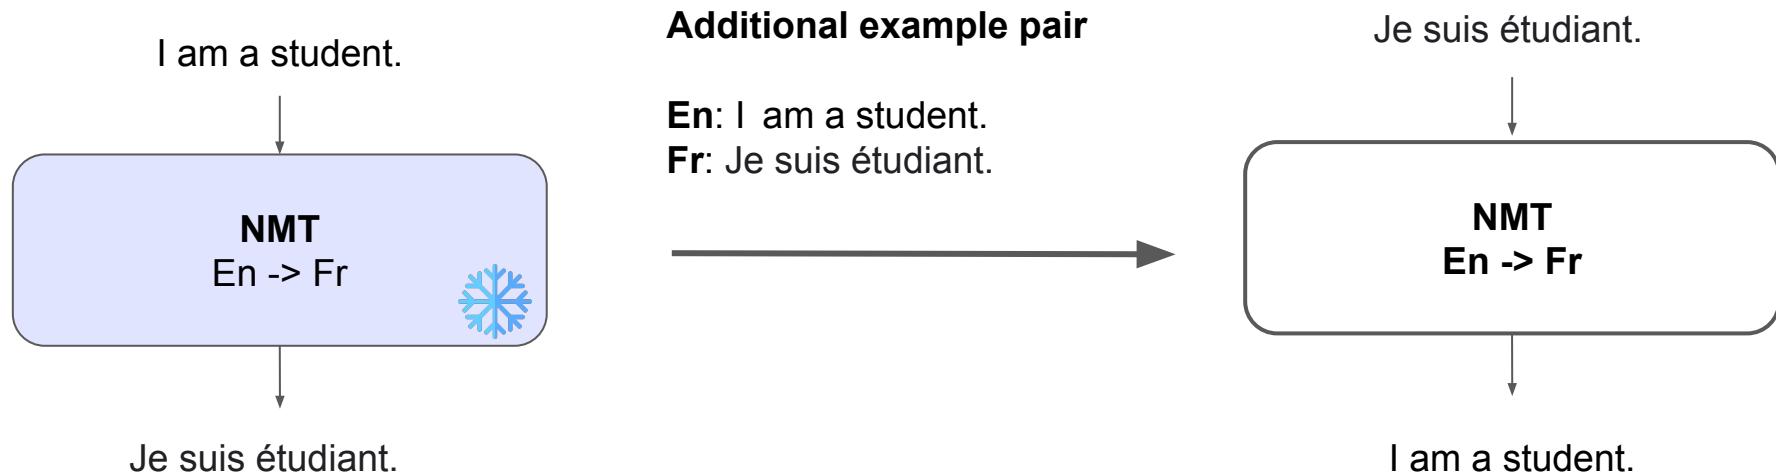 I am a student.
NMT
En -> Fr
Je suis étudiant.
Additional example pair
En: I am a student.
Fr: Je suis étudiant.
Je suis étudiant.
NMT
En -> Fr
I am a student.